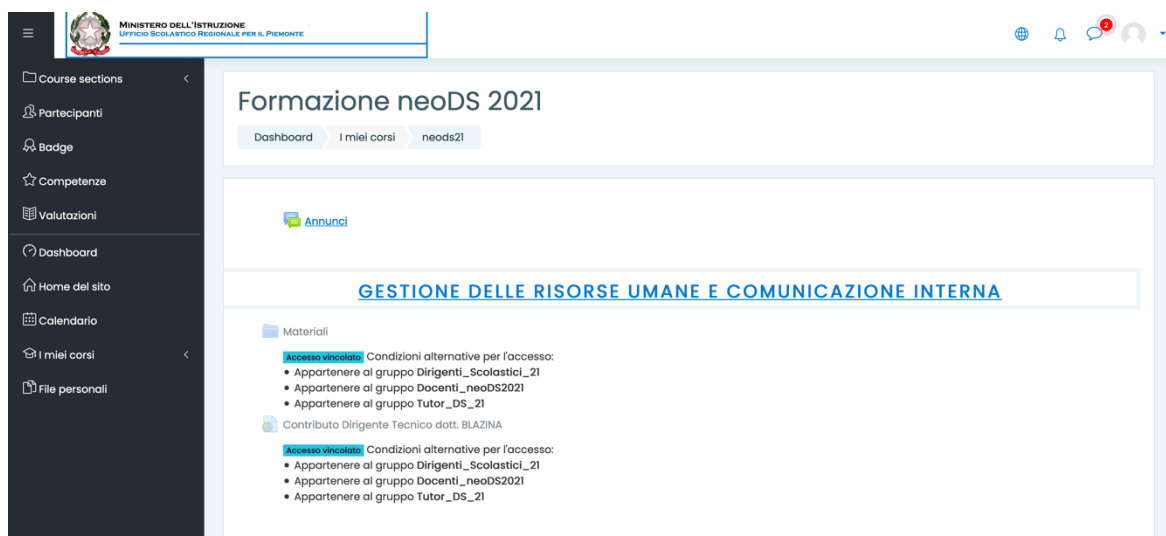 MINISTERO DELL'ISTRUZIONE
UFFICIO SCOLASTICO REGIONALE PER IL PIEMONTE
2
Course sections
Partecipanti
Badge
Competenze
Valutazioni
Dashboard
Home del sito
Calendario
I miei corsi
File personali
Formazione neoDS 2021
Dashboard I miei corsi neods21
Annunci
GESTIONE DELLE RISORSE UMANE E COMUNICAZIONE INTERNA
Materiali
Accesso vincolato Condizioni alternative per l'accesso:
• Appartenere al gruppo Dirigenti_Scolastici_21
• Appartenere al gruppo Docenti_neoDS2021
• Appartenere al gruppo Tutor_DS_21
Contributo Dirigente Tecnico dott. BLAZINA
Accesso vincolato Condizioni alternative per l'accesso:
• Appartenere al gruppo Dirigenti_Scolastici_21
• Appartenere al gruppo Docenti_neoDS2021
• Appartenere al gruppo Tutor_DS_21